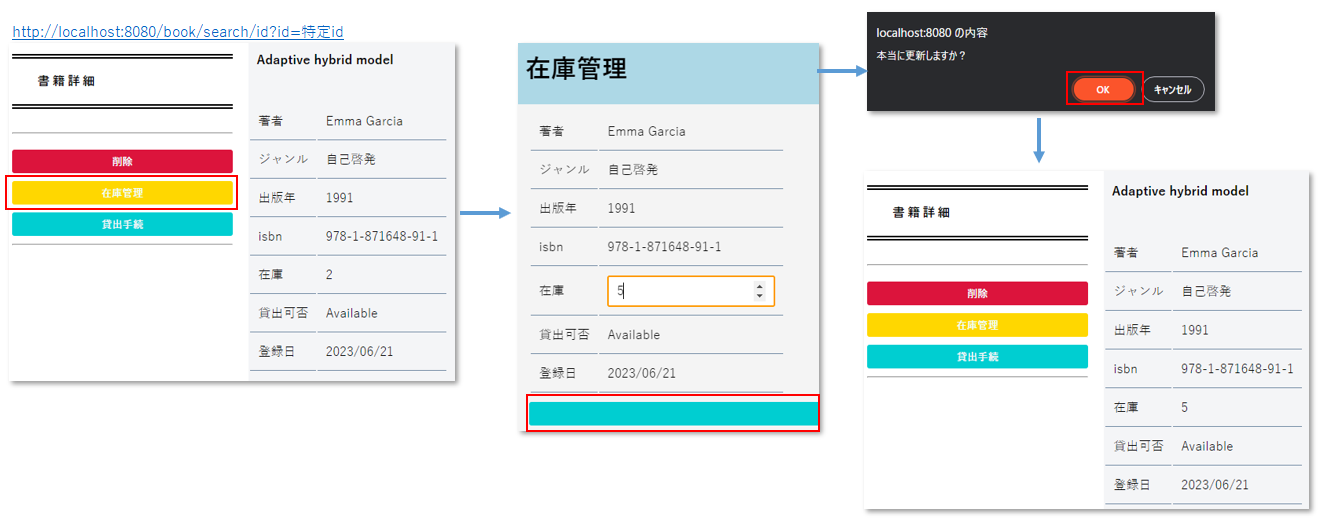 http://localhost:8080/book/search/id?id=特定id
書籍詳細
削除
在庫管理
貸出手続
Adaptive hybrid model
著者 Emma Garcia
ジャンル 自己啓発
出版年 1991
isbn 978-1-871648-91-1
在庫 2
貸出可否 Available
登録日 2023/06/21
在庫管理
著者 Emma Garcia
ジャンル 自己啓発
出版年 1991
isbn 978-1-871648-91-1
在庫 5
貸出可否 Available
登録日 2023/06/21
localhost:8080 の内容
本当に更新しますか？
OK キャンセル
書籍詳細
削除
在庫管理
貸出手続
Adaptive hybrid model
著者 Emma Garcia
ジャンル 自己啓発
出版年 1991
isbn 978-1-871648-91-1
在庫 5
貸出可否 Available
登録日 2023/06/21